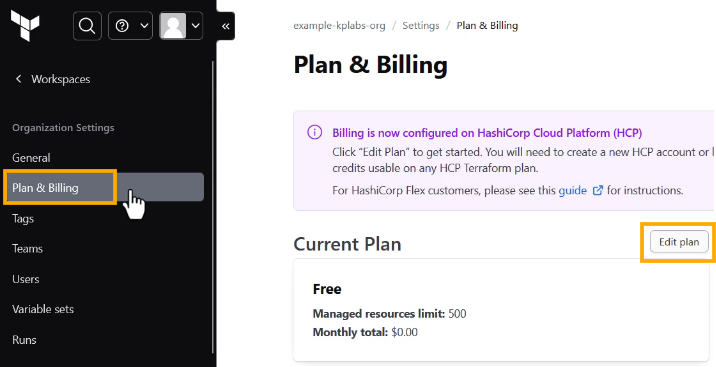 «
example-kplabs-org / Settings / Plan & Billing
Workspaces
Plan & Billing
Organization Settings
General
Plan & Billing
Tags
Teams
Users
Variable sets
Runs
Billing is now configured on HashiCorp Cloud Platform (HCP)
Click “Edit Plan” to get started. You will need to create a new HCP account or l
credits usable on any HCP Terraform plan.
For HashiCorp Flex customers, please see this guide for instructions.
Current Plan
Edit plan
Free
Managed resources limit: 500
Monthly total: $0.00